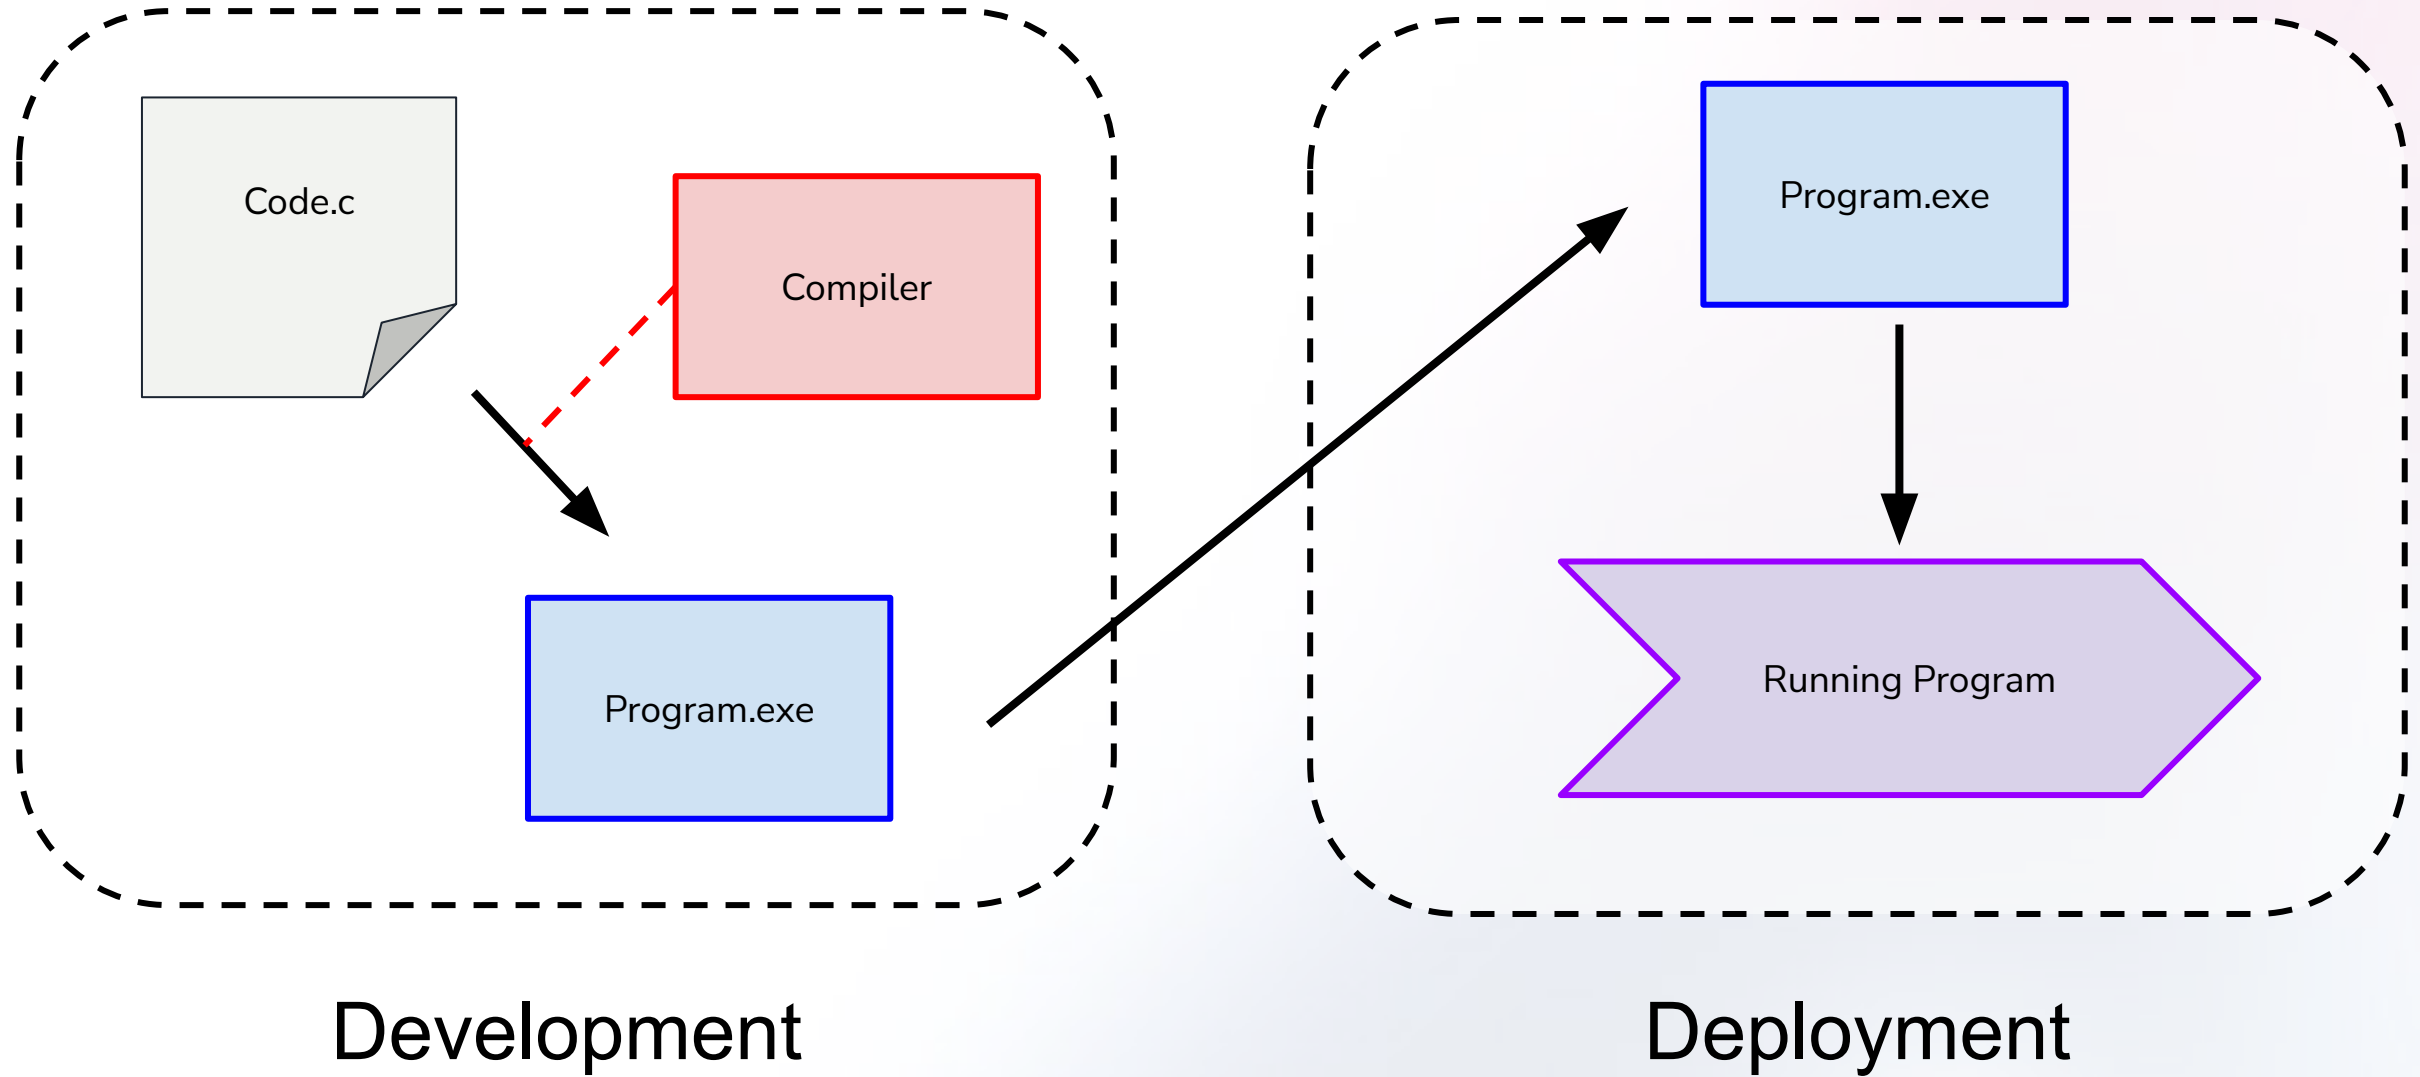 Code.c
Compiler
Program.exe
Development
Program.exe
Running Program
Deployment